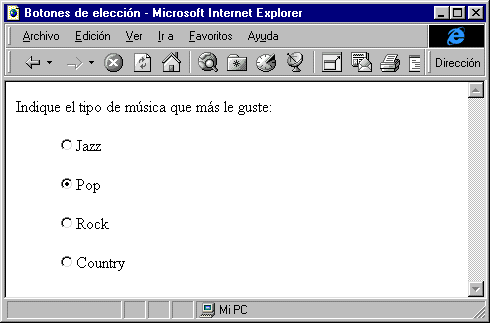 Botones de elección - Microsoft Internet Explorer
Archivo Edición Ver Ir a Favoritos Ayuda
Dirección
Indique el tipo de música que más le guste:
Jazz
Pop
Rock
Country
Mi PC